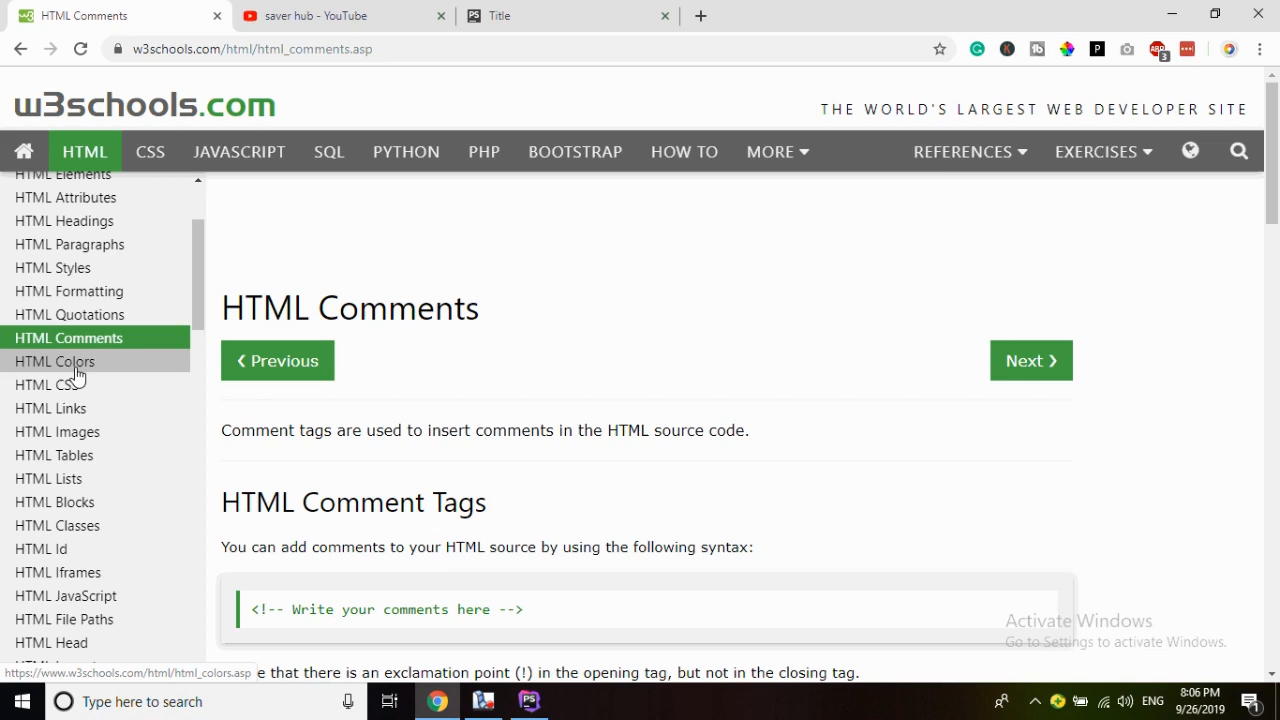 HTML Comments
saver hub - YouTube
Title
w3schools.com/html/html_comments.asp
w3schools.com
THE WORLD'S LARGEST WEB DEVELOPER SITE
HTML
CSS
JAVASCRIPT
SQL
PYTHON
PHP
BOOTSTRAP
HOW TO
MORE
REFERENCES
EXERCISES
HTML Elements
HTML Attributes
HTML Headings
HTML Paragraphs
HTML Styles
HTML Formatting
HTML Quotations
HTML Comments
HTML Colors
HTML CSS
HTML Links
HTML Images
HTML Tables
HTML Lists
HTML Blocks
HTML Classes
HTML Id
HTML Iframes
HTML JavaScript
HTML File Paths
HTML Head
HTML Comments
❮ Previous
Next ❯
Comment tags are used to insert comments in the HTML source code.
HTML Comment Tags
You can add comments to your HTML source by using the following syntax:
<!-- Write your comments here -->
Activate Windows
Go to Settings to activate Windows.
https://www.w3schools.com/html/html_colors.asp
e that there is an exclamation point (!) in the opening tag, but not in the closing tag.
Type here to search
ENG
8:06 PM
9/26/2019